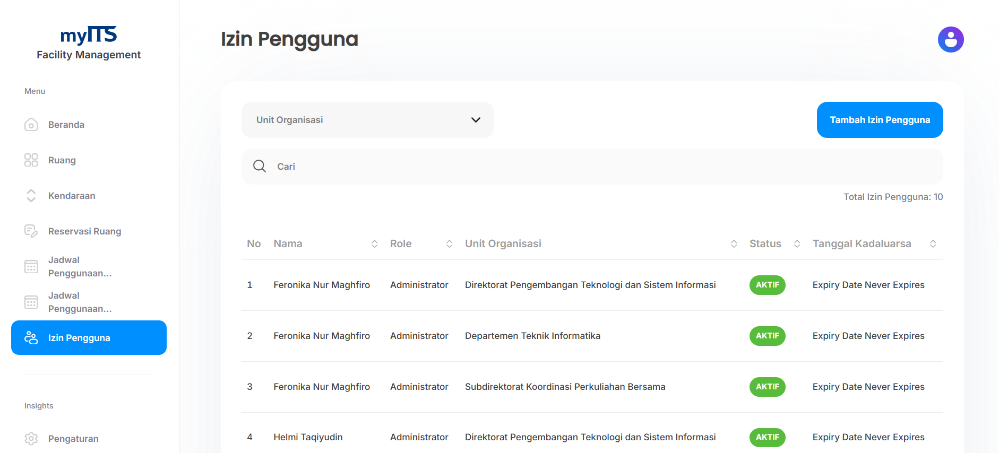 myITS
Facility Management
Menu
Beranda
Ruang
Kendaraan
Reservasi Ruang
Jadwal
Penggunaan...
Jadwal
Penggunaan...
Izin Pengguna
Insights
Pengaturan
Izin Pengguna
Unit Organisasi
Tambah Izin Pengguna
Cari
Total Izin Pengguna: 10
No Nama Role Unit Organisasi Status Tanggal Kadaluarsa
1 Feronika Nur Maghfiro Administrator Direktorat Pengembangan Teknologi dan Sistem Informasi AKTIF Expiry Date Never Expires
2 Feronika Nur Maghfiro Administrator Departemen Teknik Informatika AKTIF Expiry Date Never Expires
3 Feronika Nur Maghfiro Administrator Subdirektorat Koordinasi Perkuliahan Bersama AKTIF Expiry Date Never Expires
4 Helmi Taqiyudin Administrator Direktorat Pengembangan Teknologi dan Sistem Informasi AKTIF Expiry Date Never Expires